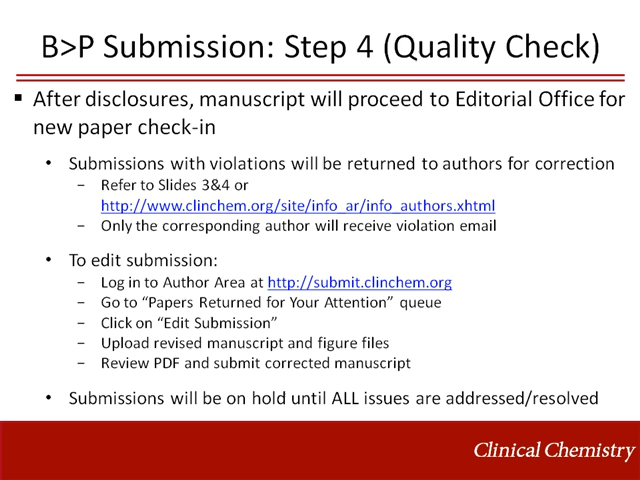 B>P Submission: Step 4 (Quality Check)
▪ After disclosures, manuscript will proceed to Editorial Office for
new paper check-in
• Submissions with violations will be returned to authors for correction
– Refer to Slides 3&4 or
http://www.clinchem.org/site/info_ar/info_authors.xhtml
– Only the corresponding author will receive violation email
• To edit submission:
– Log in to Author Area at http://submit.clinchem.org
– Go to “Papers Returned for Your Attention” queue
– Click on “Edit Submission”
– Upload revised manuscript and figure files
– Review PDF and submit corrected manuscript
• Submissions will be on hold until ALL issues are addressed/resolved
Clinical Chemistry